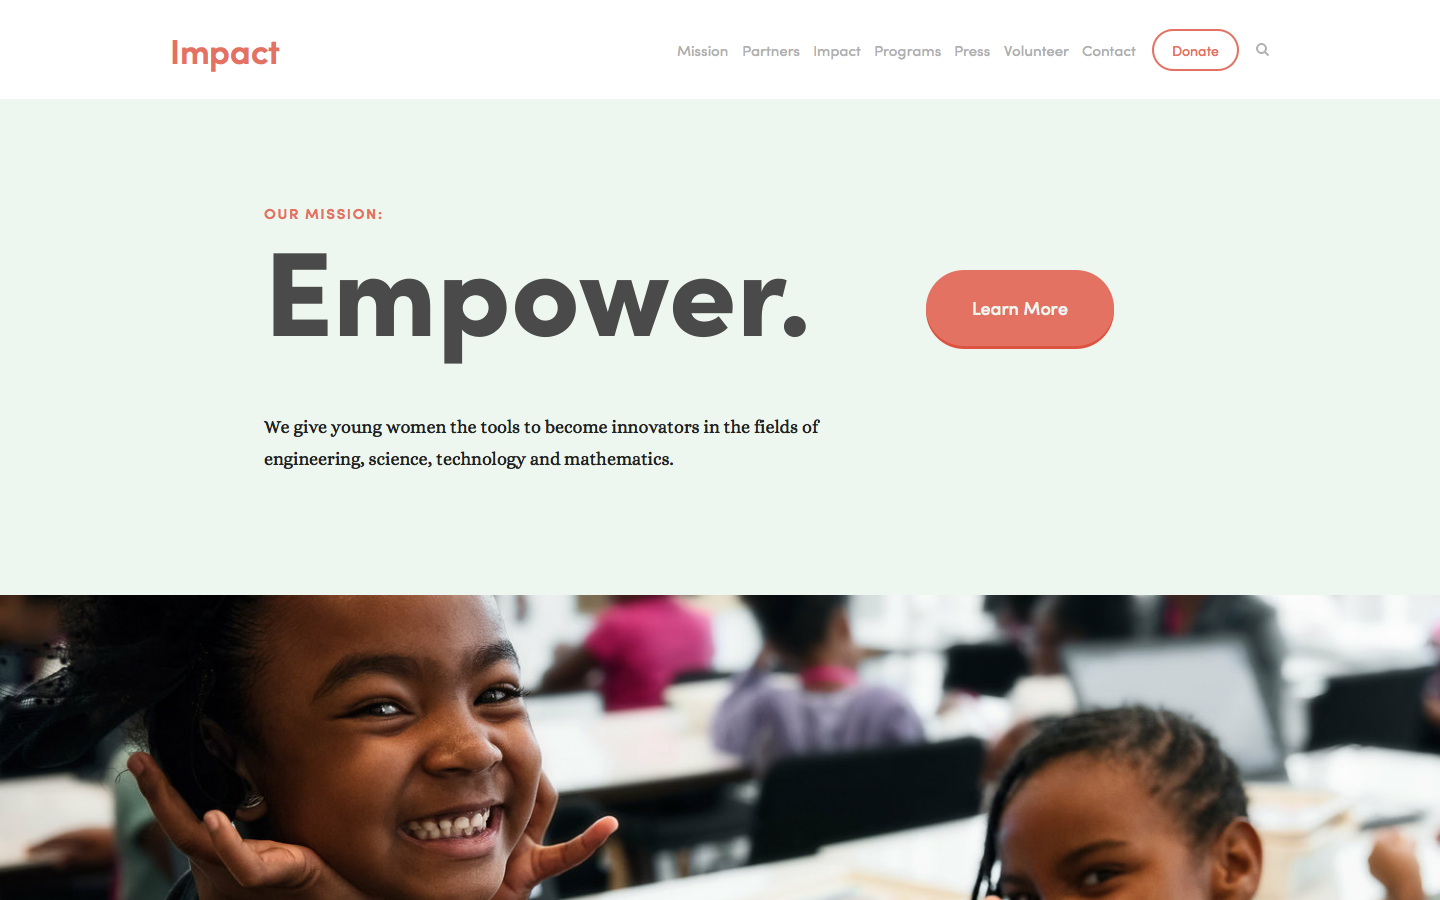 Impact
Mission Partners Impact Programs Press Volunteer Contact Donate
OUR MISSION:
Empower.
Learn More
We give young women the tools to become innovators in the fields of
engineering, science, technology and mathematics.